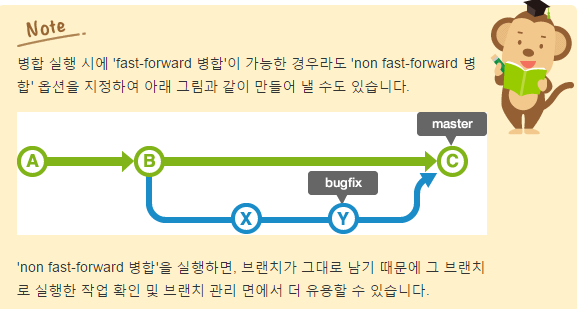 Note
병합 실행 시에 'fast-forward 병합'이 가능한 경우라도 'non fast-forward 병
합' 옵션을 지정하여 아래 그림과 같이 만들어 낼 수도 있습니다.
master
A B C
bugfix
X Y
'non fast-forward 병합'을 실행하면, 브랜치가 그대로 남기 때문에 그 브랜치
로 실행한 작업 확인 및 브랜치 관리 면에서 더 유용할 수 있습니다.